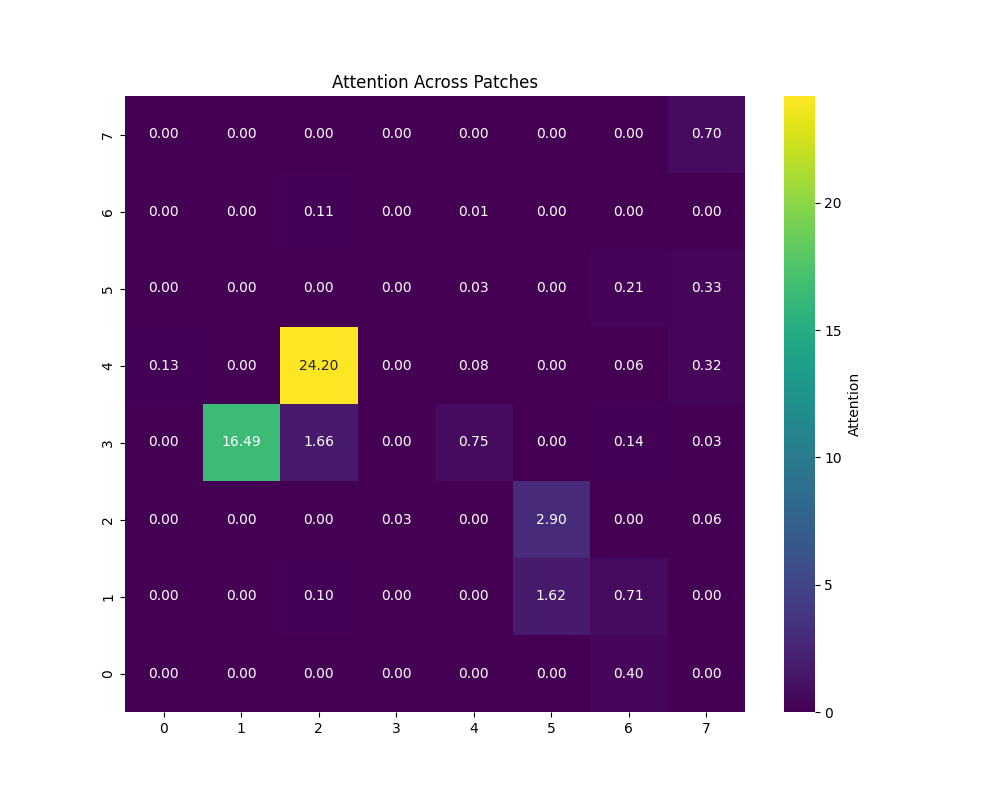 Attention Across Patches
7 0.00 0.00 0.00 0.00 0.00 0.00 0.00 0.70
6 0.00 0.00 0.11 0.00 0.01 0.00 0.00 0.00
5 0.00 0.00 0.00 0.00 0.03 0.00 0.21 0.33
4 0.13 0.00 24.20 0.00 0.08 0.00 0.06 0.32
3 0.00 16.49 1.66 0.00 0.75 0.00 0.14 0.03
2 0.00 0.00 0.00 0.03 0.00 2.90 0.00 0.06
1 0.00 0.00 0.10 0.00 0.00 1.62 0.71 0.00
0 0.00 0.00 0.00 0.00 0.00 0.00 0.40 0.00
0 1 2 3 4 5 6 7
20
15
10
5
0
Attention